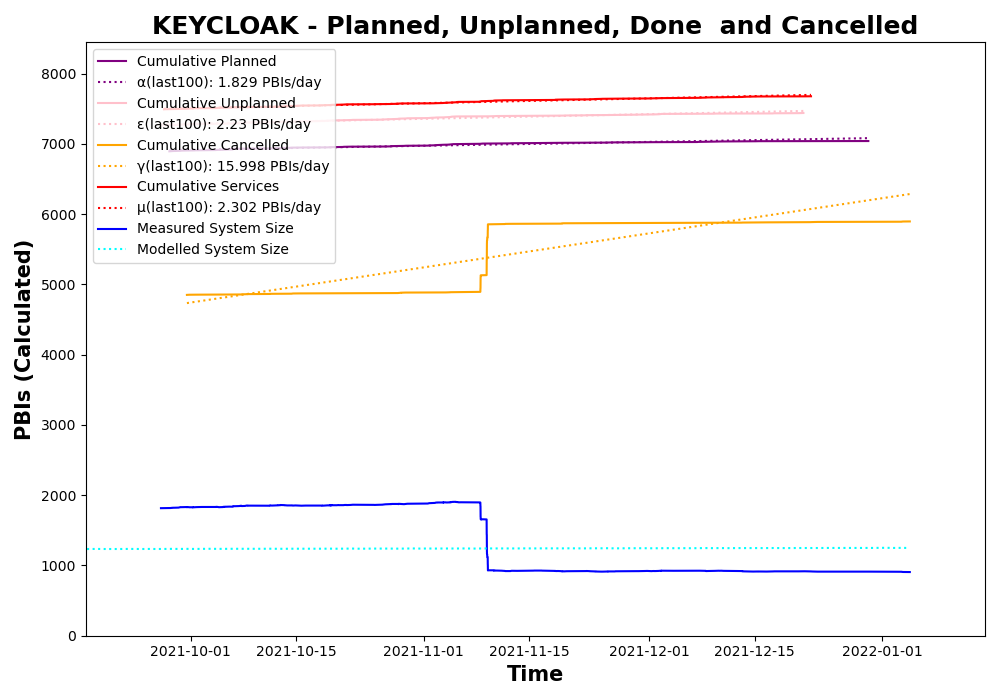 KEYCLOAK - Planned, Unplanned, Done  and Cancelled
PBIs (Calculated)
8000
7000
6000
5000
4000
3000
2000
1000
0
Cumulative Planned
α(last100): 1.829 PBIs/day
Cumulative Unplanned
ε(last100): 2.23 PBIs/day
Cumulative Cancelled
γ(last100): 15.998 PBIs/day
Cumulative Services
μ(last100): 2.302 PBIs/day
Measured System Size
Modelled System Size
2021-10-01
2021-10-15
2021-11-01
2021-11-15
2021-12-01
2021-12-15
2022-01-01
Time